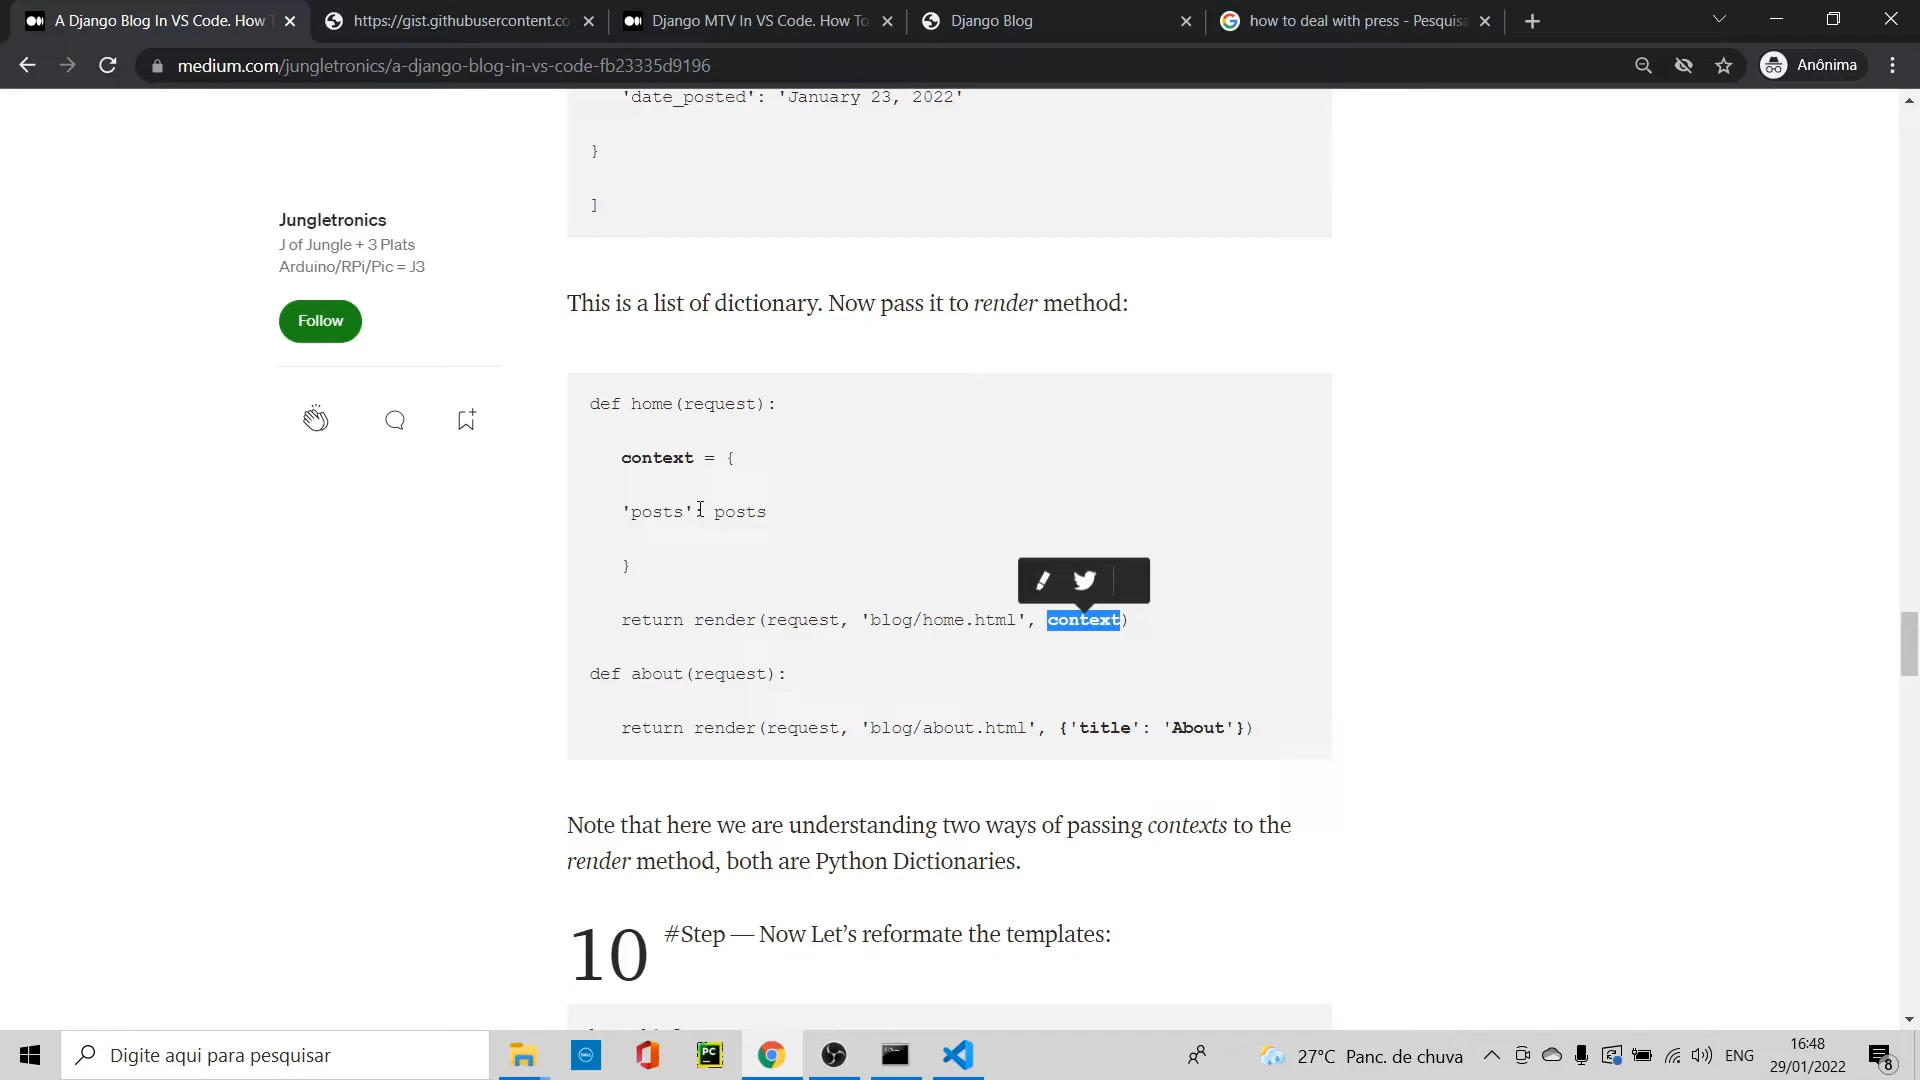 A Django Blog In VS Code. How T
https://gist.githubusercontent.co
Django MTV In VS Code. How To
Django Blog
how to deal with press - Pesquisa
medium.com/jungletronics/a-django-blog-in-vs-code-fb23335d9196
Anônima
'date_posted': 'January 23, 2022'
}
]
Jungletronics
J of Jungle + 3 Plats
Arduino/RPi/Pic = J3
Follow
This is a list of dictionary. Now pass it to render method:
def home(request):
context = {
'posts': posts
}
return render(request, 'blog/home.html', context)
def about(request):
return render(request, 'blog/about.html', {'title': 'About'})
Note that here we are understanding two ways of passing contexts to the
render method, both are Python Dictionaries.
10 #Step — Now Let's reformate the templates:
Digite aqui para pesquisar
PC
DELL
27°C Panc. de chuva
ENG
16:48
29/01/2022
8